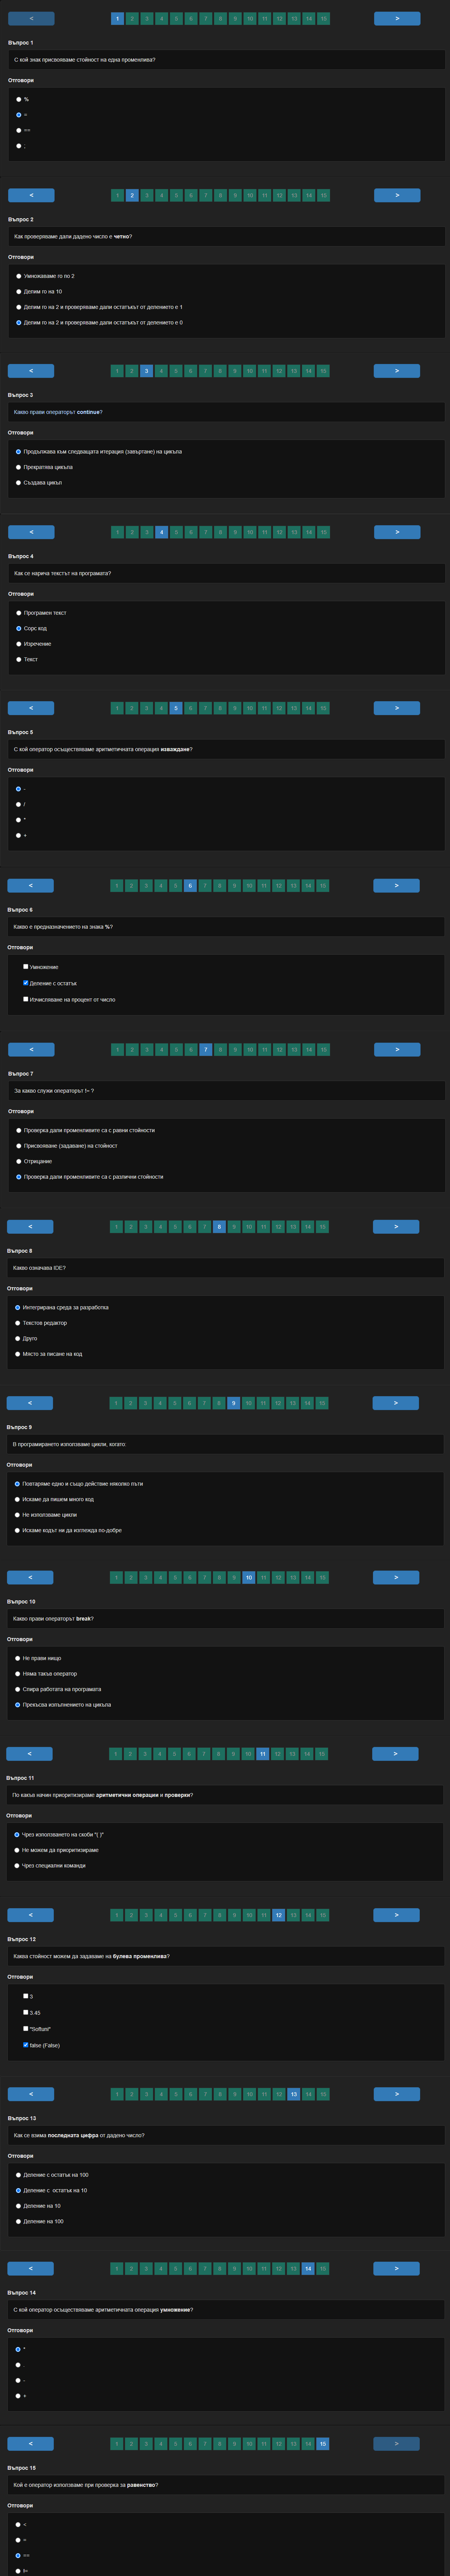 < 1 2 3 4 5 6 7 8 9 10 11 12 13 14 15 >
Въпрос 1
С кой знак присвояваме стойност на една променлива?
Отговори
%
=
==
;
< 1 2 3 4 5 6 7 8 9 10 11 12 13 14 15 >
Въпрос 2
Как проверяваме дали дадено число е четно?
Отговори
Умножаваме го по 2
Делим го на 10
Делим го на 2 и проверяваме дали остатъкът от делението е 1
Делим го на 2 и проверяваме дали остатъкът от делението е 0
< 1 2 3 4 5 6 7 8 9 10 11 12 13 14 15 >
Въпрос 3
Какво прави операторът continue?
Отговори
Продължава към следващата итерация (завъртане) на цикъла
Прекратява цикъла
Създава цикъл
< 1 2 3 4 5 6 7 8 9 10 11 12 13 14 15 >
Въпрос 4
Как се нарича текстът на програмата?
Отговори
Програмен текст
Сорс код
Изречение
Текст
< 1 2 3 4 5 6 7 8 9 10 11 12 13 14 15 >
Въпрос 5
С кой оператор осъществяваме аритметичната операция изваждане?
Отговори
-
/
*
+
< 1 2 3 4 5 6 7 8 9 10 11 12 13 14 15 >
Въпрос 6
Какво е предназначението на знака %?
Отговори
Умножение
Деление с остатък
Изчисляване на процент от число
< 1 2 3 4 5 6 7 8 9 10 11 12 13 14 15 >
Въпрос 7
За какво служи операторът != ?
Отговори
Проверка дали променливите са с равни стойности
Присвояване (задаване) на стойност
Отрицание
Проверка дали променливите са с различни стойности
< 1 2 3 4 5 6 7 8 9 10 11 12 13 14 15 >
Въпрос 8
Какво означава IDE?
Отговори
Интегрирана среда за разработка
Текстов редактор
Друго
Място за писане на код
< 1 2 3 4 5 6 7 8 9 10 11 12 13 14 15 >
Въпрос 9
В програмирането използваме цикли, когато:
Отговори
Повтаряме едно и също действие няколко пъти
Искаме да пишем много код
Не използваме цикли
Искаме кодът ни да изглежда по-добре
< 1 2 3 4 5 6 7 8 9 10 11 12 13 14 15 >
Въпрос 10
Какво прави операторът break?
Отговори
Не прави нищо
Няма такъв оператор
Спира работата на програмата
Прекъсва изпълнението на цикъла
< 1 2 3 4 5 6 7 8 9 10 11 12 13 14 15 >
Въпрос 11
По какъв начин приоритизираме аритметични операции и проверки?
Отговори
Чрез използването на скоби "( )"
Не можем да приоритизираме
Чрез специални команди
< 1 2 3 4 5 6 7 8 9 10 11 12 13 14 15 >
Въпрос 12
Каква стойност можем да задаваме на булева променлива?
Отговори
3
3.45
"Softuni"
false (False)
< 1 2 3 4 5 6 7 8 9 10 11 12 13 14 15 >
Въпрос 13
Как се взима последната цифра от дадено число?
Отговори
Деление с остатък на 100
Деление с остатък на 10
Деление на 10
Деление на 100
< 1 2 3 4 5 6 7 8 9 10 11 12 13 14 15 >
Въпрос 14
С кой оператор осъществяваме аритметичната операция умножение?
Отговори
*
-
+
< 1 2 3 4 5 6 7 8 9 10 11 12 13 14 15 >
Въпрос 15
Кой е оператор използваме при проверка за равенство?
Отговори
<
=
==
!=